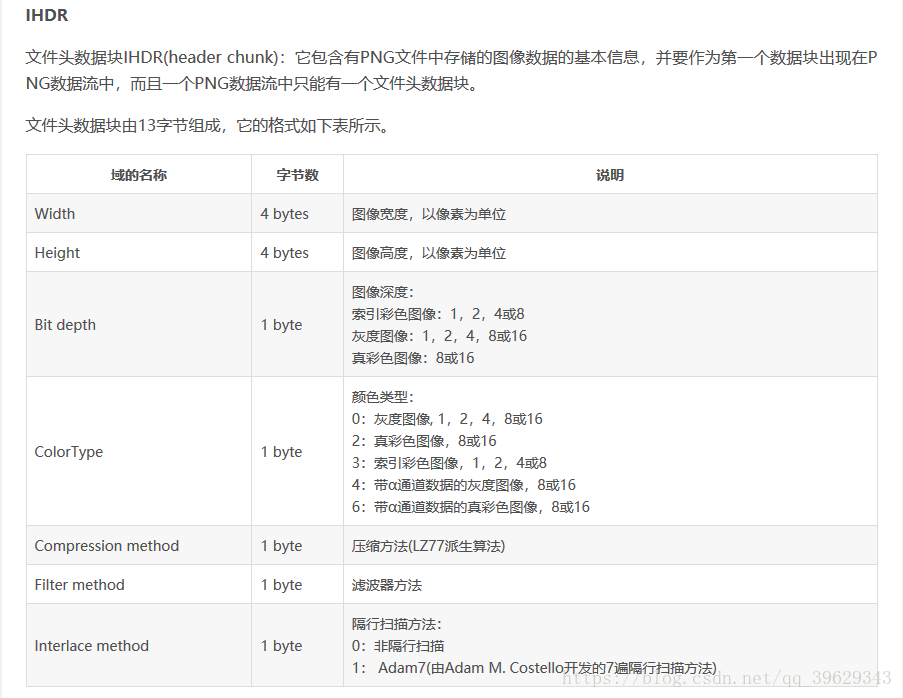 IHDR
文件头数据块IHDR(header chunk)：它包含有PNG文件中存储的图像数据的基本信息，并要作为第一个数据块出现在P
NG数据流中，而且一个PNG数据流中只能有一个文件头数据块。
文件头数据块由13字节组成，它的格式如下表所示。
域的名称 字节数 说明
Width 4 bytes 图像宽度，以像素为单位
Height 4 bytes 图像高度，以像素为单位
Bit depth 1 byte 图像深度：
索引彩色图像：1，2，4或8
灰度图像：1，2，4，8或16
真彩色图像：8或16
ColorType 1 byte 颜色类型：
0：灰度图像, 1，2，4，8或16
2：真彩色图像，8或16
3：索引彩色图像，1，2，4或8
4：带α通道数据的灰度图像，8或16
6：带α通道数据的真彩色图像，8或16
Compression method 1 byte 压缩方法(LZ77派生算法)
Filter method 1 byte 滤波器方法
Interlace method 1 byte 隔行扫描方法：
0：非隔行扫描
1： Adam7(由Adam M. Costello开发的7遍隔行扫描方法)
https://blog.csdn.net/qq_39629343